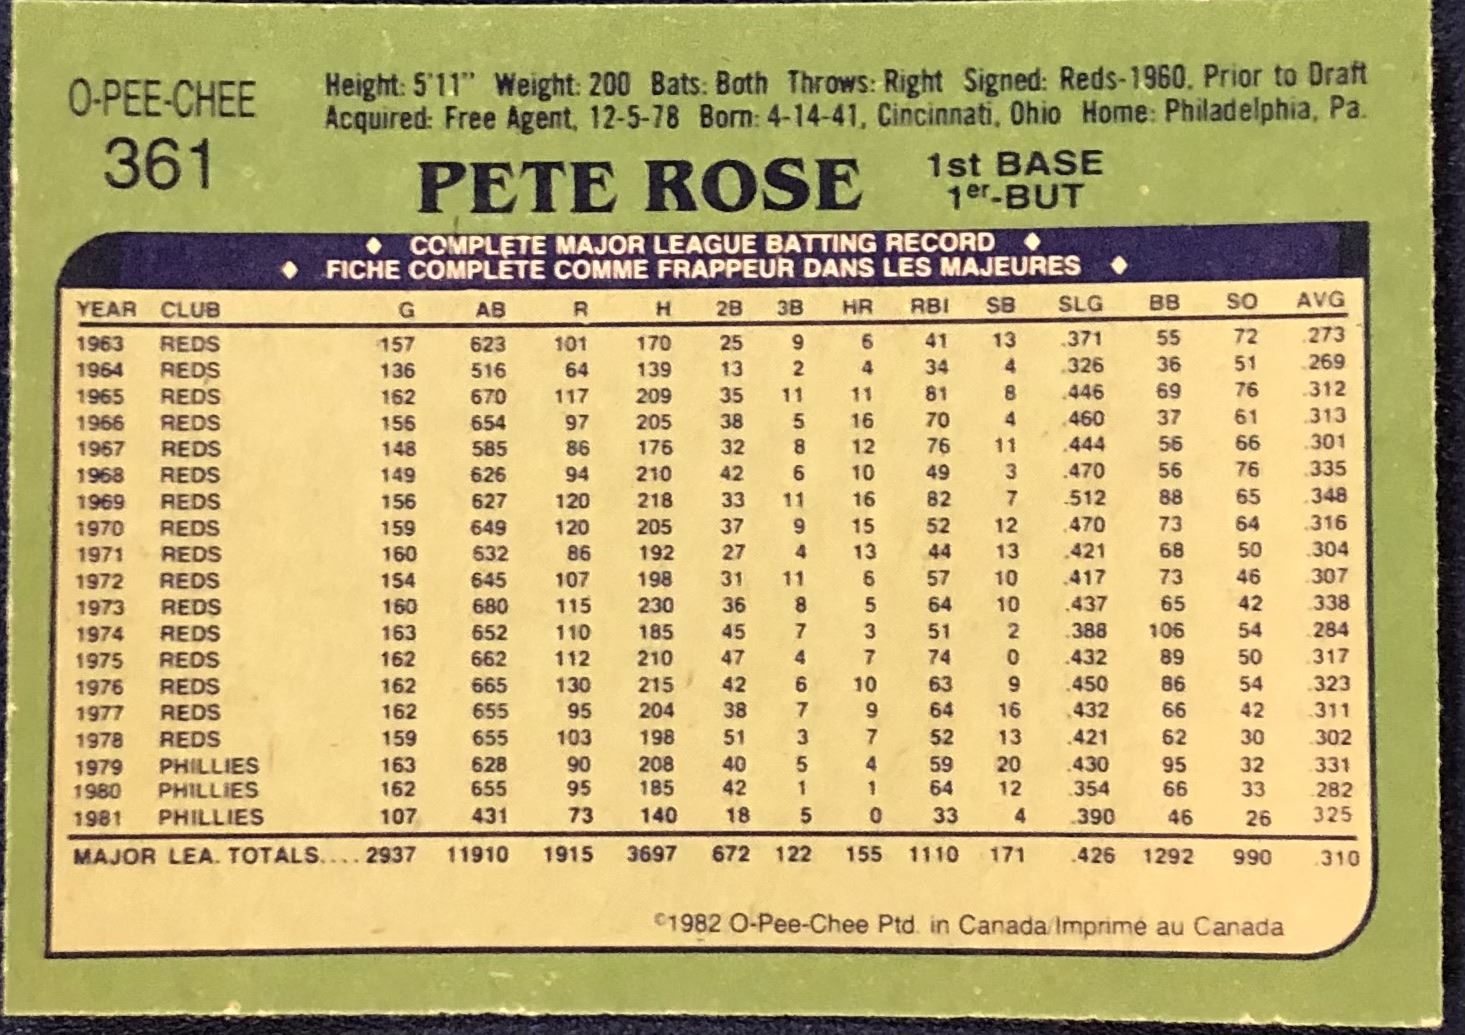 O-PEE-CHEE
361
Height: 5'11" Weight: 200 Bats: Both Throws: Right Signed: Reds-1960, Prior to Draft
Acquired: Free Agent, 12-5-78 Born: 4-14-41, Cincinnati, Ohio Home: Philadelphia, Pa.
PETE ROSE
1st BASE
1er-BUT
♦ COMPLETE MAJOR LEAGUE BATTING RECORD ♦
♦ FICHE COMPLÈTE COMME FRAPPEUR DANS LES MAJEURES ♦
YEAR CLUB G AB R H 2B 3B HR RBI SB SLG BB SO AVG
1963 REDS 157 623 101 170 25 9 6 41 13 .371 55 72 .273
1964 REDS 136 516 64 139 13 2 4 34 4 .326 36 51 .269
1965 REDS 162 670 117 209 35 11 11 81 8 .446 69 76 .312
1966 REDS 156 654 97 205 38 5 16 70 4 .460 37 61 .313
1967 REDS 148 585 86 176 32 8 12 76 11 .444 56 66 .301
1968 REDS 149 626 94 210 42 6 10 49 3 .470 56 76 .335
1969 REDS 156 627 120 218 33 11 16 82 7 .512 88 65 .348
1970 REDS 159 649 120 205 37 9 15 52 12 .470 73 64 .316
1971 REDS 160 632 86 192 27 4 13 44 13 .421 68 50 .304
1972 REDS 154 645 107 198 31 11 6 57 10 .417 73 46 .307
1973 REDS 160 680 115 230 36 8 5 64 10 .437 65 42 .338
1974 REDS 163 652 110 185 45 7 3 51 2 .388 106 54 .284
1975 REDS 162 662 112 210 47 4 7 74 0 .432 89 50 .317
1976 REDS 162 665 130 215 42 6 10 63 9 .450 86 54 .323
1977 REDS 162 655 95 204 38 7 9 64 16 .432 66 42 .311
1978 REDS 159 655 103 198 51 3 7 52 13 .421 62 30 .302
1979 PHILLIES 163 628 90 208 40 5 4 59 20 .430 95 32 .331
1980 PHILLIES 162 655 95 185 42 1 1 64 12 .354 66 33 .282
1981 PHILLIES 107 431 73 140 18 5 0 33 4 .390 46 26 .325
MAJOR LEA. TOTALS.... 2937 11910 1915 3697 672 122 155 1110 171 .426 1292 990 .310
©1982 O-Pee-Chee Ptd. in Canada/Imprimé au Canada